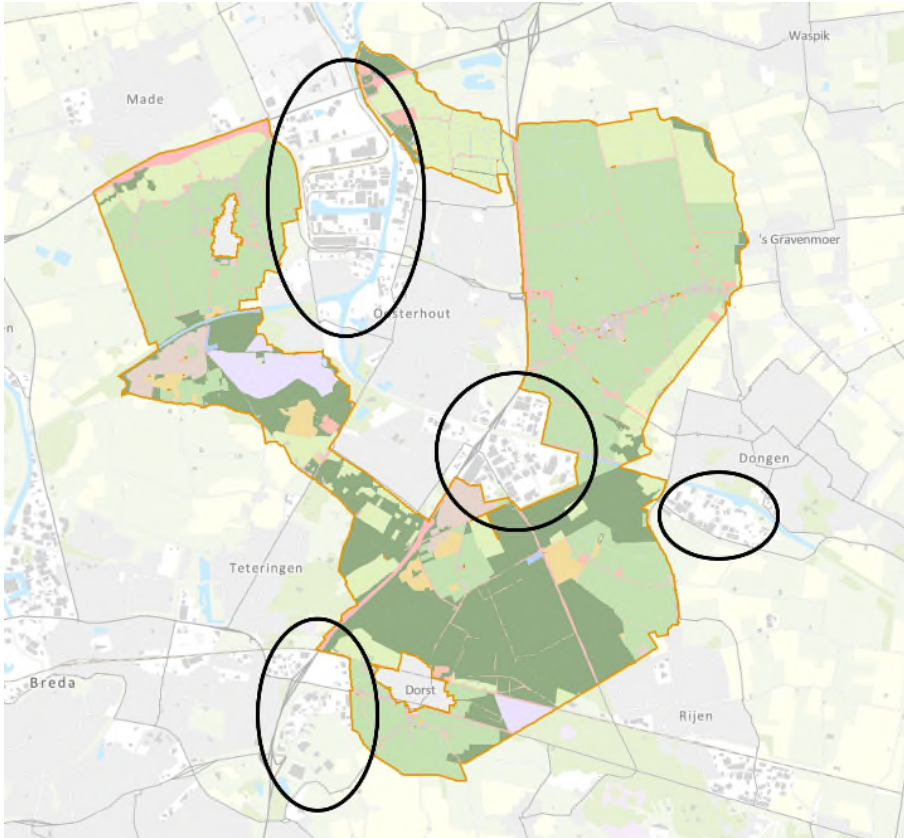 Waspik
Made
's Gravenmoer
Oosterhout
Dongen
Teteringen
Breda
Dorst
Rijen